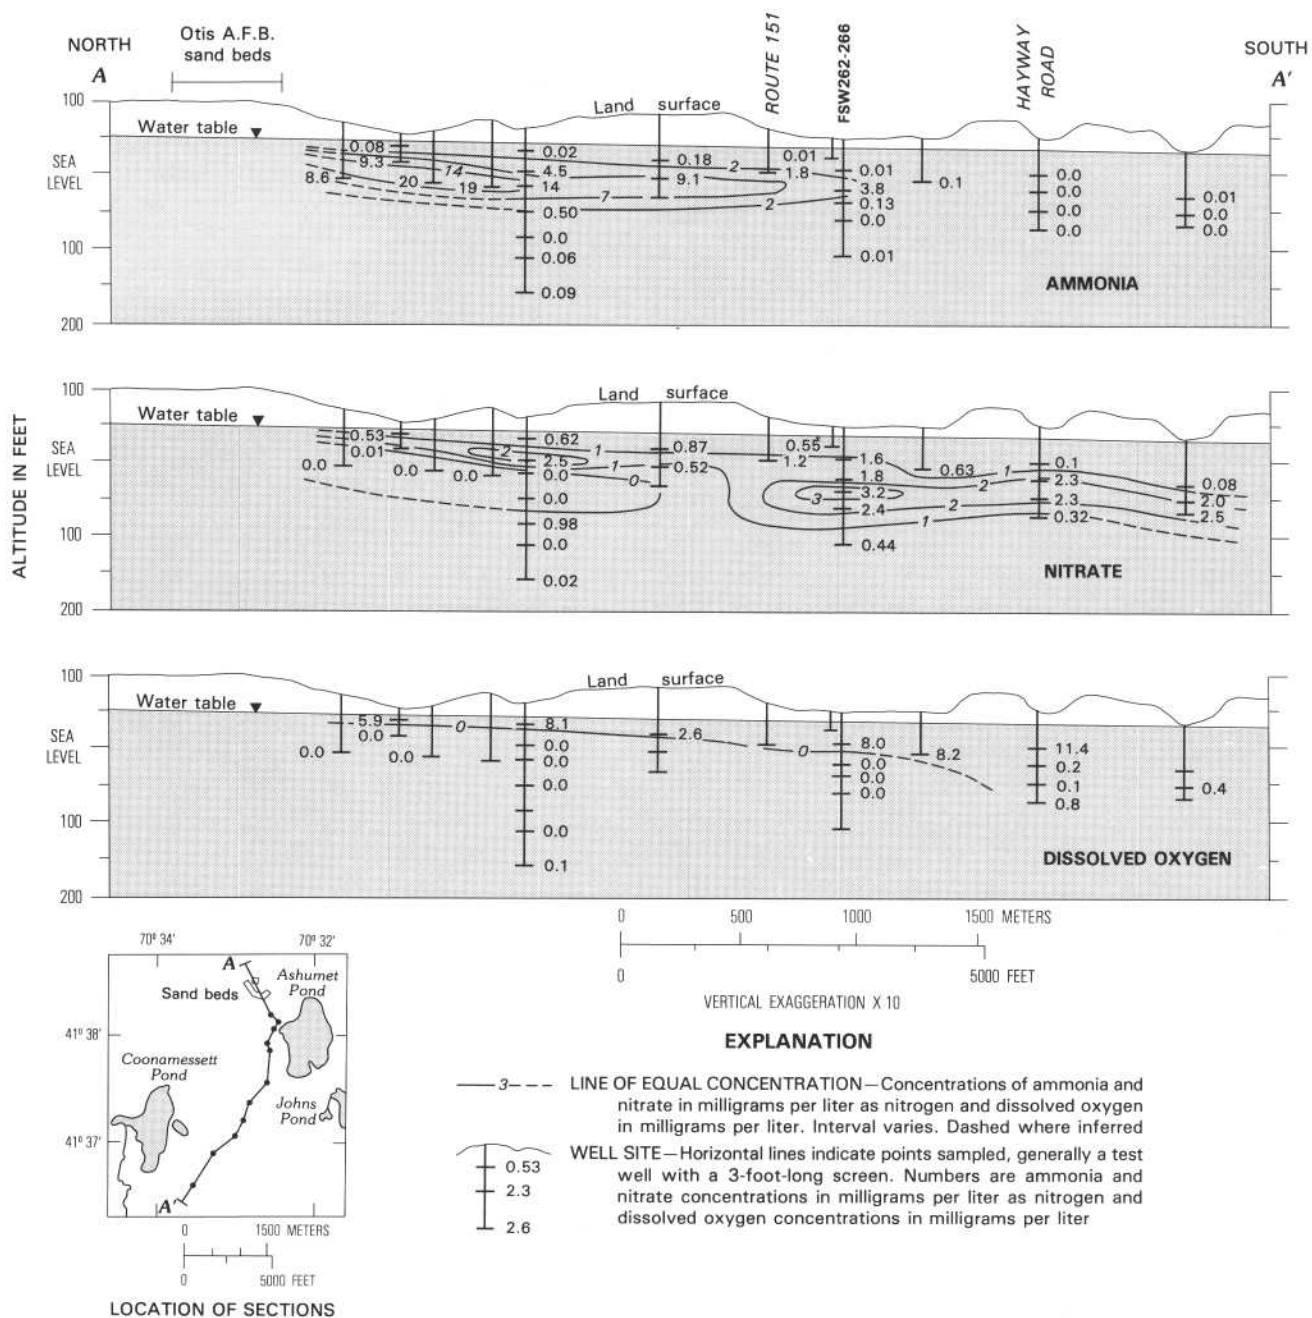 NORTH
A
Otis A.F.B.
sand beds
ROUTE 151
FSW262-266
HAYWAY
ROAD
SOUTH
A'
ALTITUDE IN FEET
100
SEA
LEVEL
100
200
Land surface
Water table
0.08
9.3
8.6
14
20
19
0.02
4.5
14
0.50
0.0
0.06
0.09
7
2
0.18
9.1
2
0.01
1.8
0.01
3.8
0.13
0.0
0.01
0.1
0.0
0.0
0.0
0.0
0.01
0.0
0.0
AMMONIA
100
SEA
LEVEL
100
200
Land surface
Water table
0.53
0.01
0.0
0.0
0.0
2
0.62
2.5
0.0
0.0
0.98
0.0
0.02
1
1
0
0.87
0.52
0.55
1.2
1.6
1.8
3
3.2
2.4
0.44
0.63
1
2
2
1
0.1
2.3
2.3
0.32
0.08
2.0
2.5
NITRATE
100
SEA
LEVEL
100
200
Land surface
Water table
5.9
0.0
0.0
0.0
0
8.1
0.0
0.0
0.0
0.0
0.1
2.6
0
8.0
0.0
0.0
0.0
8.2
11.4
0.2
0.1
0.8
0.4
DISSOLVED OXYGEN
0 500 1000 1500 METERS
0 5000 FEET
VERTICAL EXAGGERATION X 10
70º 34' 70º 32'
A
Sand beds
Ashumet
Pond
41º 38'
Coonamessett
Pond
Johns
Pond
41º 37'
A'
0 1500 METERS
0 5000 FEET
LOCATION OF SECTIONS
EXPLANATION
3 LINE OF EQUAL CONCENTRATION—Concentrations of ammonia and
nitrate in milligrams per liter as nitrogen and dissolved oxygen
in milligrams per liter. Interval varies. Dashed where inferred
WELL SITE—Horizontal lines indicate points sampled, generally a test
well with a 3-foot-long screen. Numbers are ammonia and
nitrate concentrations in milligrams per liter as nitrogen and
dissolved oxygen concentrations in milligrams per liter
0.53
2.3
2.6